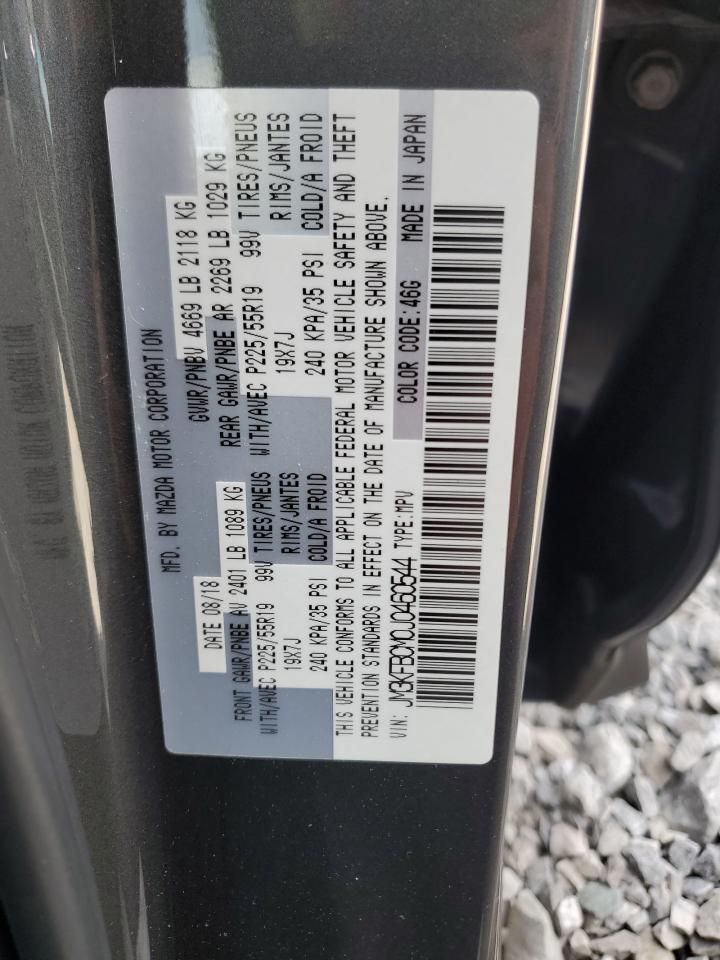 MFD. BY MAZDA MOTOR CORPORATION
DATE 08/18 GVWR/PNBV 4669 LB 2118 KG
FRONT GAWR/PNBE AV 2401 LB 1089 KG REAR GAWR/PNBE AR 2269 LB 1029 KG
WITH/AVEC P225/55R19 99V TIRES/PNEUS WITH/AVEC P225/55R19 99V TIRES/PNEUS
19X7J RIMS/JANTES 19X7J RIMS/JANTES
240 KPA/35 PSI COLD/A FROID 240 KPA/35 PSI COLD/A FROID
THIS VEHICLE CONFORMS TO ALL APPLICABLE FEDERAL MOTOR VEHICLE SAFETY AND THEFT
PREVENTION STANDARDS IN EFFECT ON THE DATE OF MANUFACTURE SHOWN ABOVE.
VIN: JM3KFBCM0J0460544 TYPE:MPV COLOR CODE:46G MADE IN JAPAN